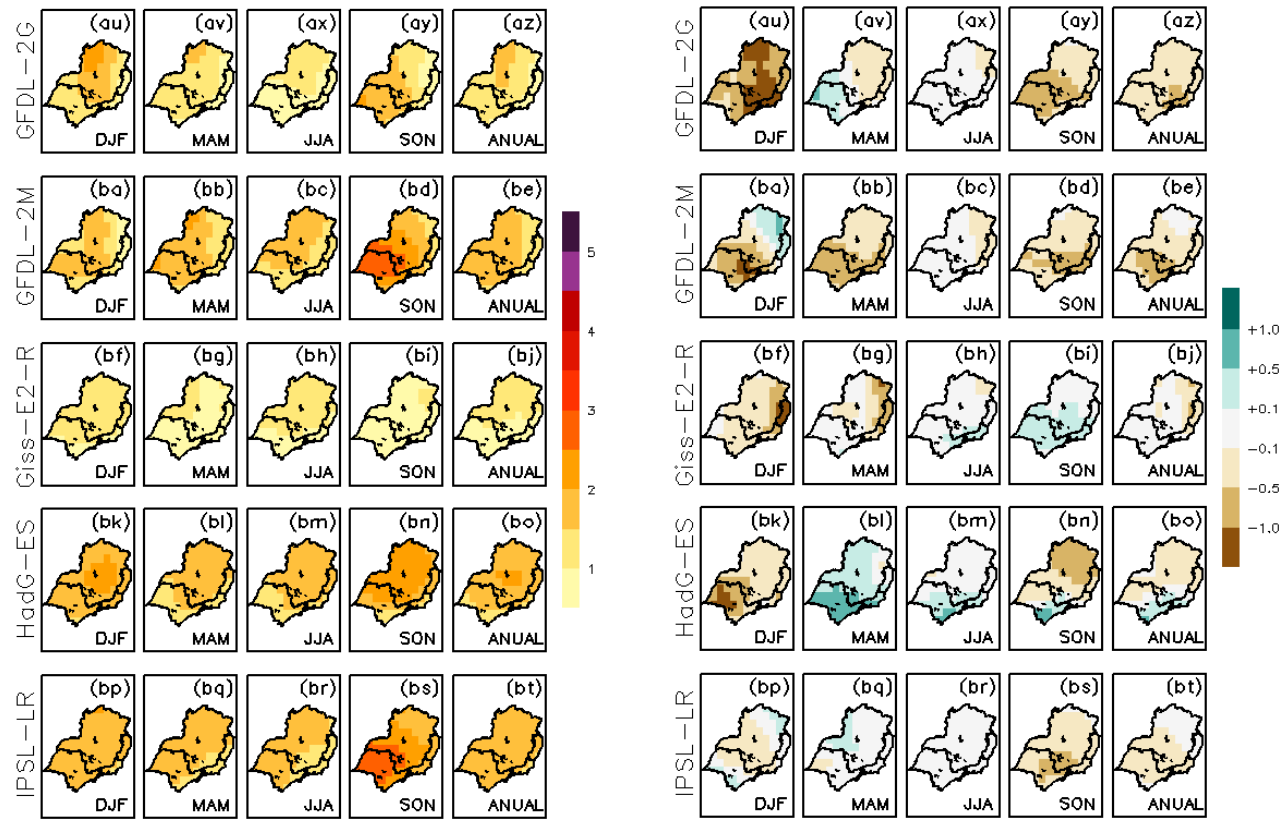 GFDL-2G
(au) (av) (ax) (ay) (az)
DJF MAM JJA SON ANUAL
GFDL-2M
(ba) (bb) (bc) (bd) (be)
DJF MAM JJA SON ANUAL
Giss-E2-R
(bf) (bg) (bh) (bi) (bj)
DJF MAM JJA SON ANUAL
HadG-ES
(bk) (bl) (bm) (bn) (bo)
DJF MAM JJA SON ANUAL
IPSL-LR
(bp) (bq) (br) (bs) (bt)
DJF MAM JJA SON ANUAL
5
4
3
2
1
GFDL-2G
(au) (av) (ax) (ay) (az)
DJF MAM JJA SON ANUAL
GFDL-2M
(ba) (bb) (bc) (bd) (be)
DJF MAM JJA SON ANUAL
Giss-E2-R
(bf) (bg) (bh) (bi) (bj)
DJF MAM JJA SON ANUAL
HadG-ES
(bk) (bl) (bm) (bn) (bo)
DJF MAM JJA SON ANUAL
IPSL-LR
(bp) (bq) (br) (bs) (bt)
DJF MAM JJA SON ANUAL
+1.0
+0.5
+0.1
-0.1
-0.5
-1.0